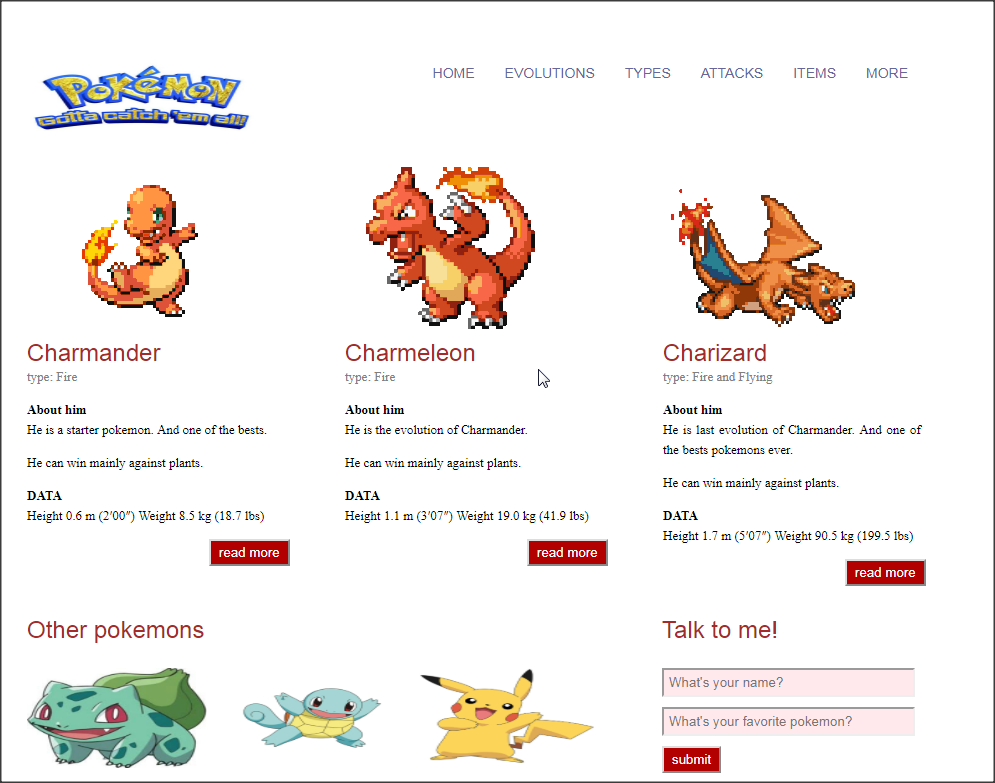 POKéMON
Gotta catch 'em all!
HOME EVOLUTIONS TYPES ATTACKS ITEMS MORE
Charmander
type: Fire
About him
He is a starter pokemon. And one of the bests.
He can win mainly against plants.
DATA
Height 0.6 m (2′00″) Weight 8.5 kg (18.7 lbs)
read more
Charmeleon
type: Fire
About him
He is the evolution of Charmander.
He can win mainly against plants.
DATA
Height 1.1 m (3′07″) Weight 19.0 kg (41.9 lbs)
read more
Charizard
type: Fire and Flying
About him
He is last evolution of Charmander. And one of
the bests pokemons ever.
He can win mainly against plants.
DATA
Height 1.7 m (5′07″) Weight 90.5 kg (199.5 lbs)
read more
Other pokemons
Talk to me!
What's your name?
What's your favorite pokemon?
submit